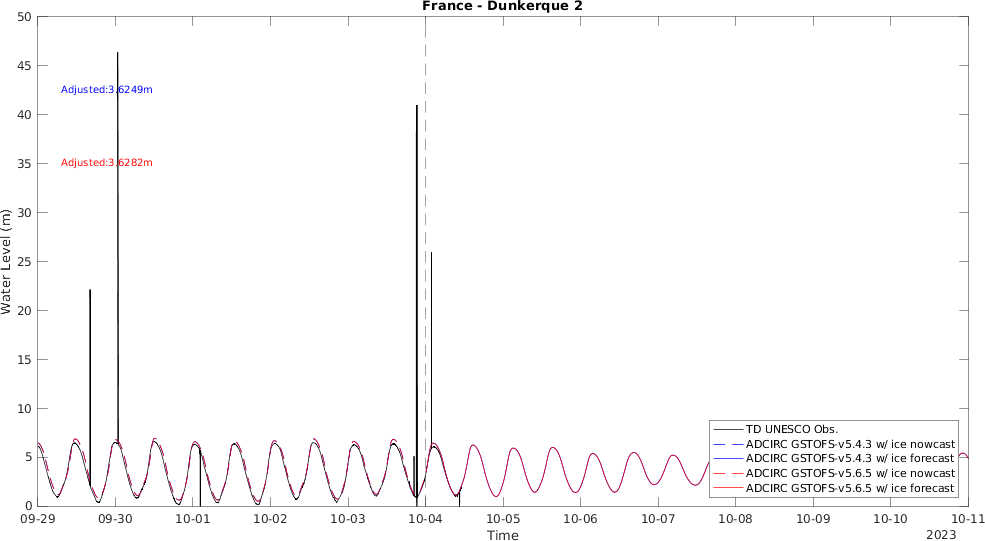 France - Dunkerque 2
50
45
40
35
30
25
20
15
10
5
0
Water Level (m)
Adjusted:3.6249m
Adjusted:3.6282m
TD UNESCO Obs.
ADCIRC GSTOFS-v5.4.3 w/ ice nowcast
ADCIRC GSTOFS-v5.4.3 w/ ice forecast
ADCIRC GSTOFS-v5.6.5 w/ ice nowcast
ADCIRC GSTOFS-v5.6.5 w/ ice forecast
09-29 09-30 10-01 10-02 10-03 10-04 10-05 10-06 10-07 10-08 10-09 10-10 10-11
Time
2023